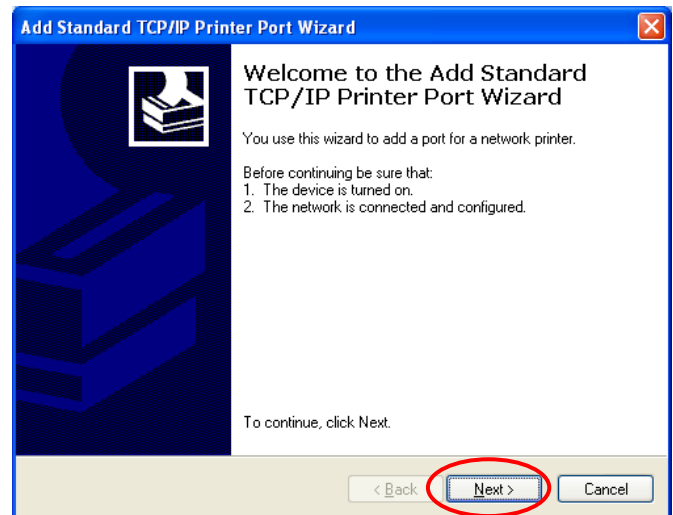 Add Standard TCP/IP Printer Port Wizard
Welcome to the Add Standard
TCP/IP Printer Port Wizard
You use this wizard to add a port for a network printer.
Before continuing be sure that:
1. The device is turned on.
2. The network is connected and configured.
To continue, click Next.
< Back Next > Cancel